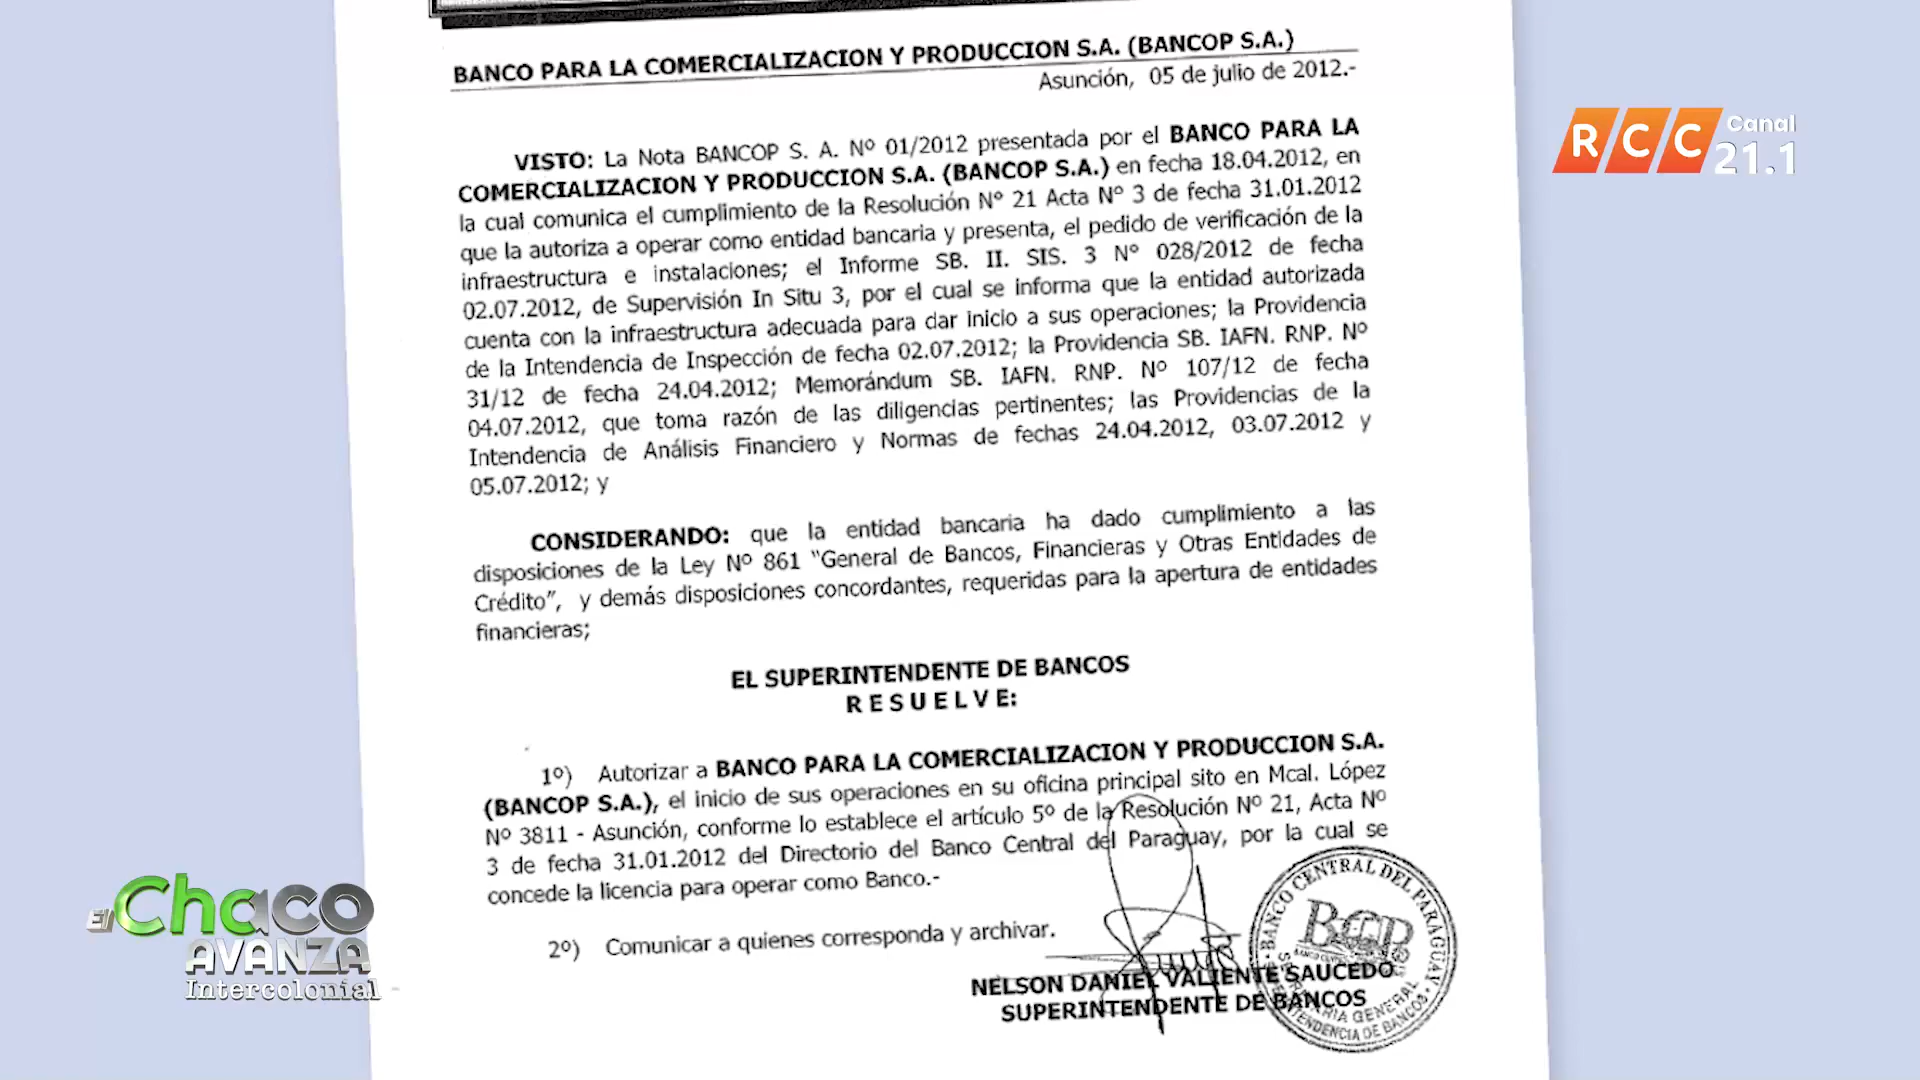 BANCO PARA LA COMERCIALIZACION Y PRODUCCION S.A. (BANCOP S.A.)
Asunción, 05 de julio de 2012.-
VISTO: La Nota BANCOP S. A. Nº 01/2012 presentada por el BANCO PARA LA
COMERCIALIZACION Y PRODUCCION S.A. (BANCOP S.A.) en fecha 18.04.2012, en
la cual comunica el cumplimiento de la Resolución Nº 21 Acta Nº 3 de fecha 31.01.2012
que la autoriza a operar como entidad bancaria y presenta, el pedido de verificación de la
infraestructura e instalaciones; el Informe SB. II. SIS. 3 Nº 028/2012 de fecha
02.07.2012, de Supervisión In Situ 3, por el cual se informa que la entidad autorizada
cuenta con la infraestructura adecuada para dar inicio a sus operaciones; la Providencia
de la Intendencia de Inspección de fecha 02.07.2012; la Providencia SB. IAFN. RNP. Nº
31/12 de fecha 24.04.2012; Memorándum SB. IAFN. RNP. Nº 107/12 de fecha
04.07.2012, que toma razón de las diligencias pertinentes; las Providencias de la
Intendencia de Análisis Financiero y Normas de fechas 24.04.2012, 03.07.2012 y
05.07.2012; y
CONSIDERANDO: que la entidad bancaria ha dado cumplimiento a las
disposiciones de la Ley Nº 861 "General de Bancos, Financieras y Otras Entidades de
Crédito", y demás disposiciones concordantes, requeridas para la apertura de entidades
financieras;
EL SUPERINTENDENTE DE BANCOS
R E S U E L V E:
1º) Autorizar a BANCO PARA LA COMERCIALIZACION Y PRODUCCION S.A.
(BANCOP S.A.), el inicio de sus operaciones en su oficina principal sito en Mcal. López
Nº 3811 - Asunción, conforme lo establece el artículo 5º de la Resolución Nº 21, Acta Nº
3 de fecha 31.01.2012 del Directorio del Banco Central del Paraguay, por la cual se
concede la licencia para operar como Banco.-
2º) Comunicar a quienes corresponda y archivar.
NELSON DANIEL VALIENTE SAUCEDO
SUPERINTENDENTE DE BANCOS
BANCO CENTRAL DEL PARAGUAY
BCP
SECRETARIA GENERAL
SUPERINTENDENCIA DE BANCOS
RCC Canal
21.1
El Chaco
AVANZA
Intercolonial